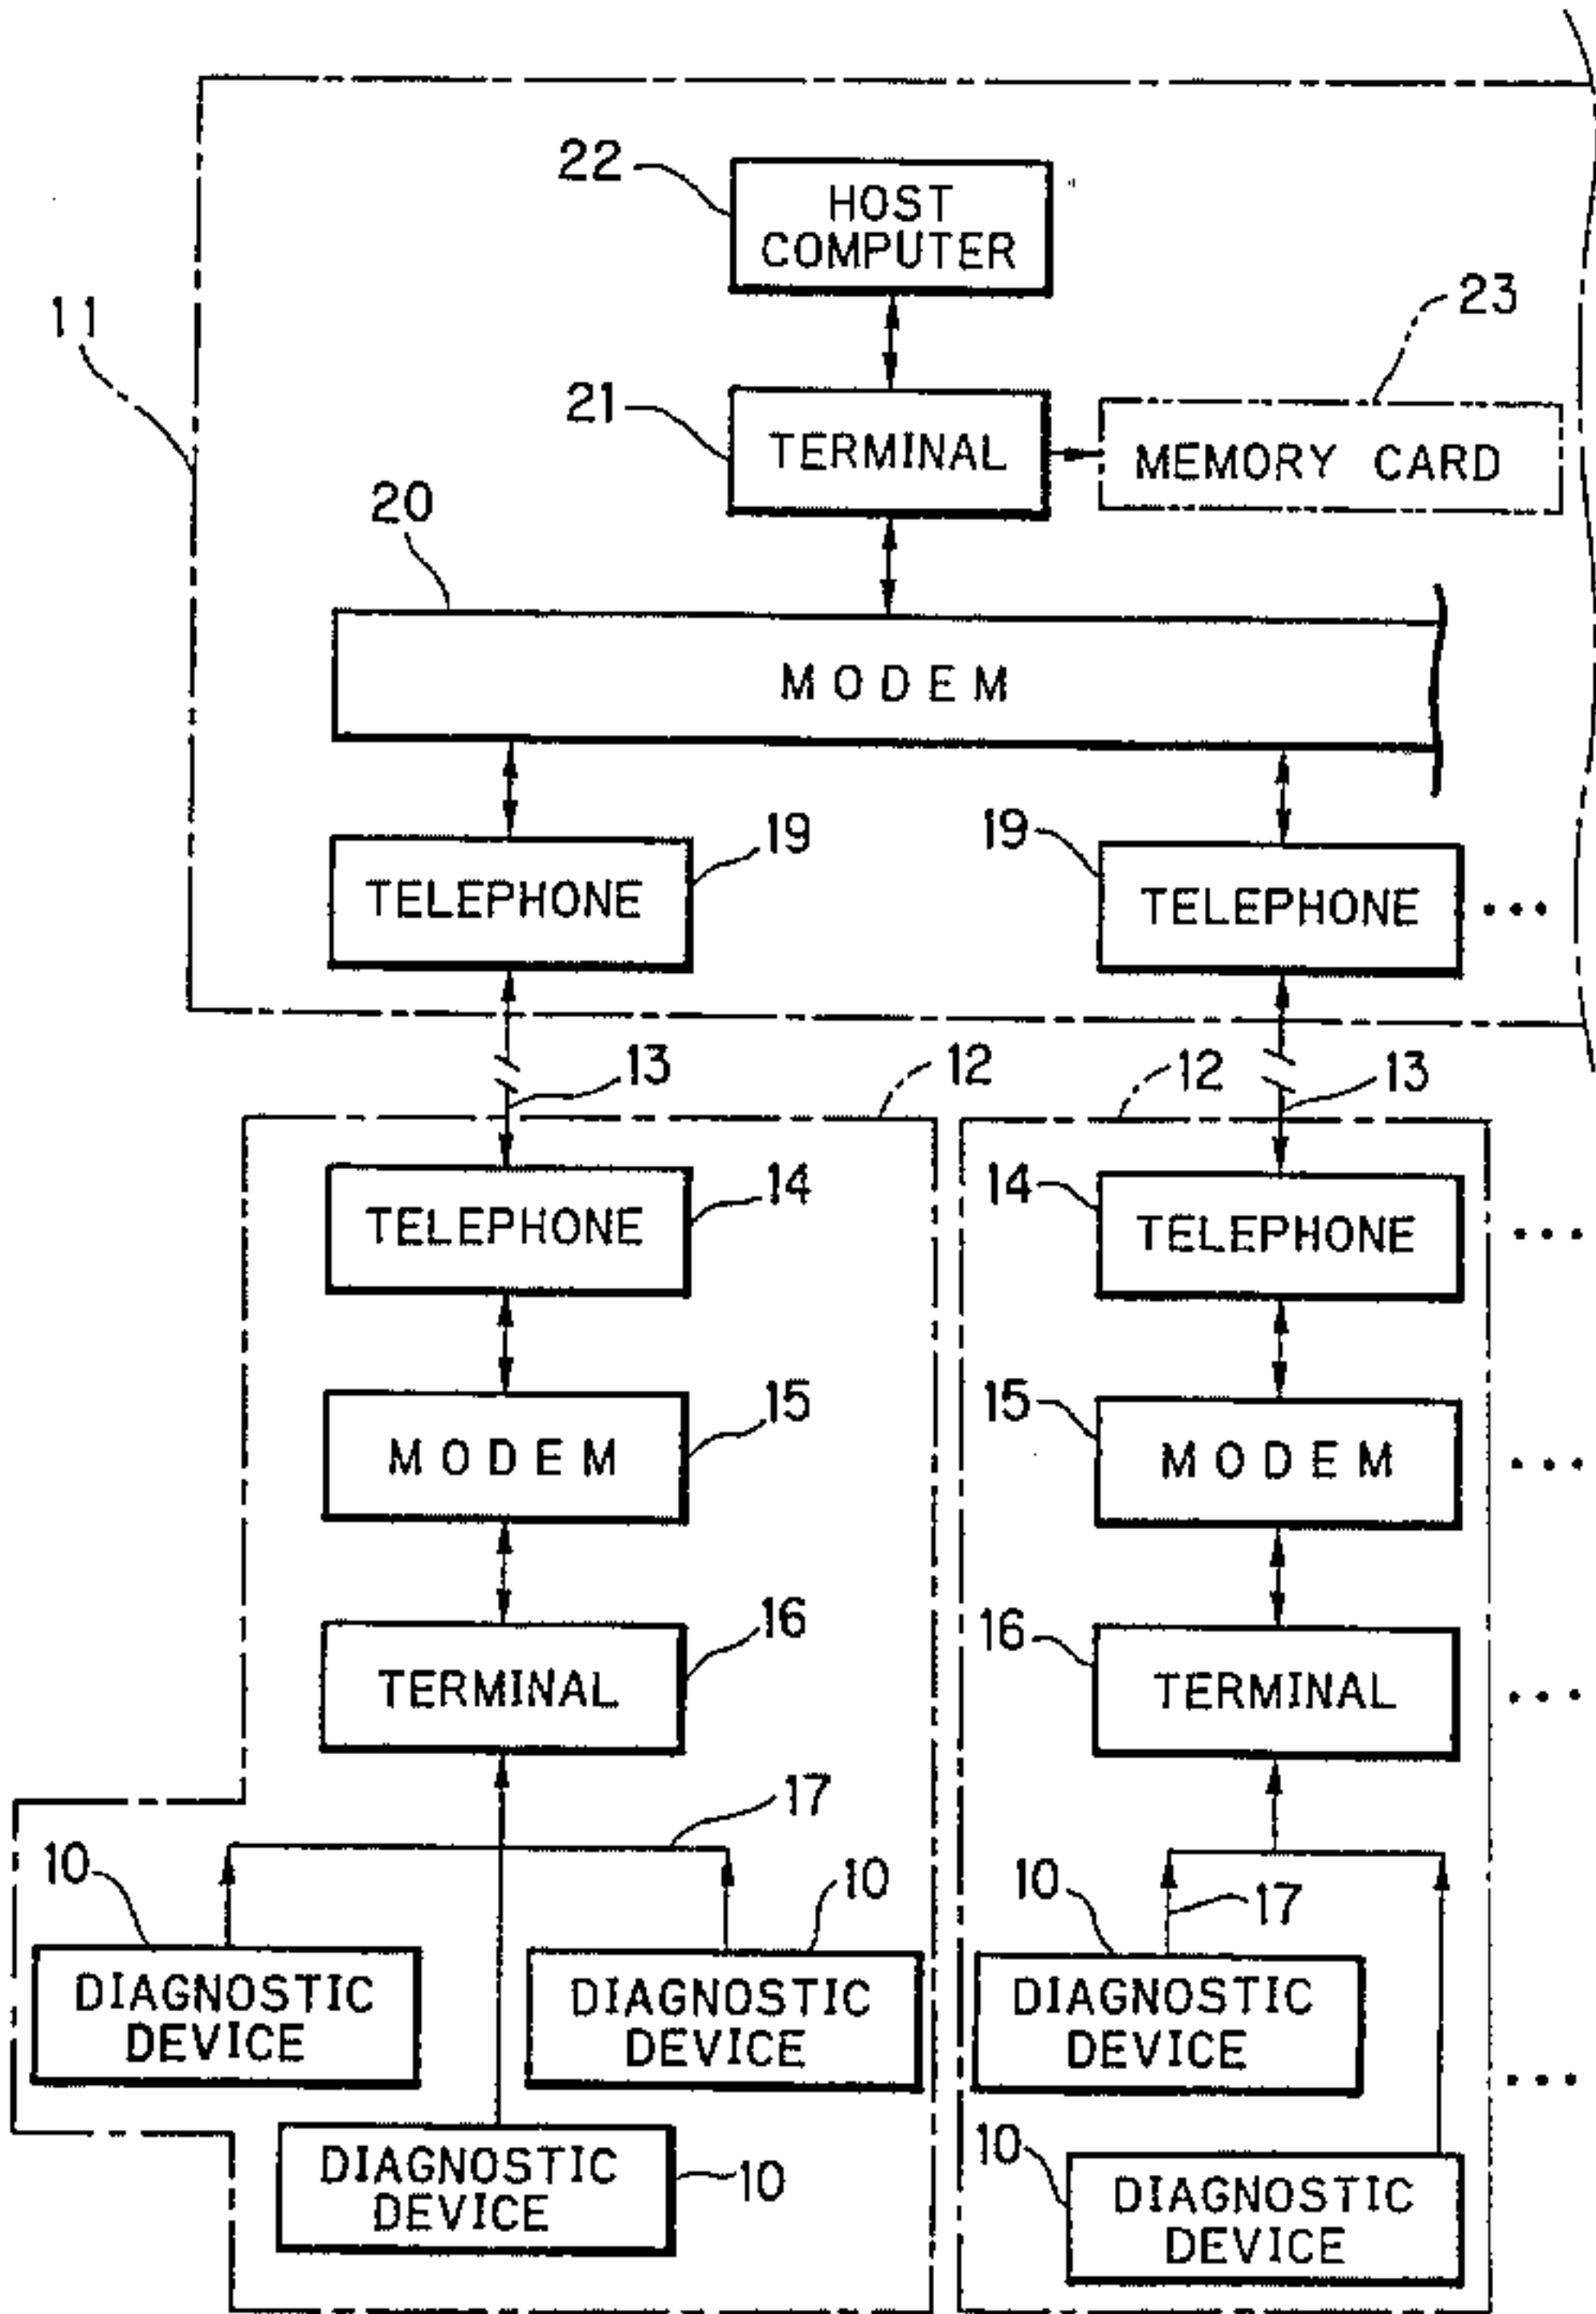 22
HOST
COMPUTER
11
23
21
TERMINAL
MEMORY CARD
20
MODEM
19
TELEPHONE
19
TELEPHONE
...
13
12
12
13
14
TELEPHONE
14
TELEPHONE
...
15
MODEM
15
MODEM
...
16
TERMINAL
16
TERMINAL
...
17
10
DIAGNOSTIC
DEVICE
10
DIAGNOSTIC
DEVICE
10
17
DIAGNOSTIC
DEVICE
...
DIAGNOSTIC
DEVICE
10
10
DIAGNOSTIC
DEVICE